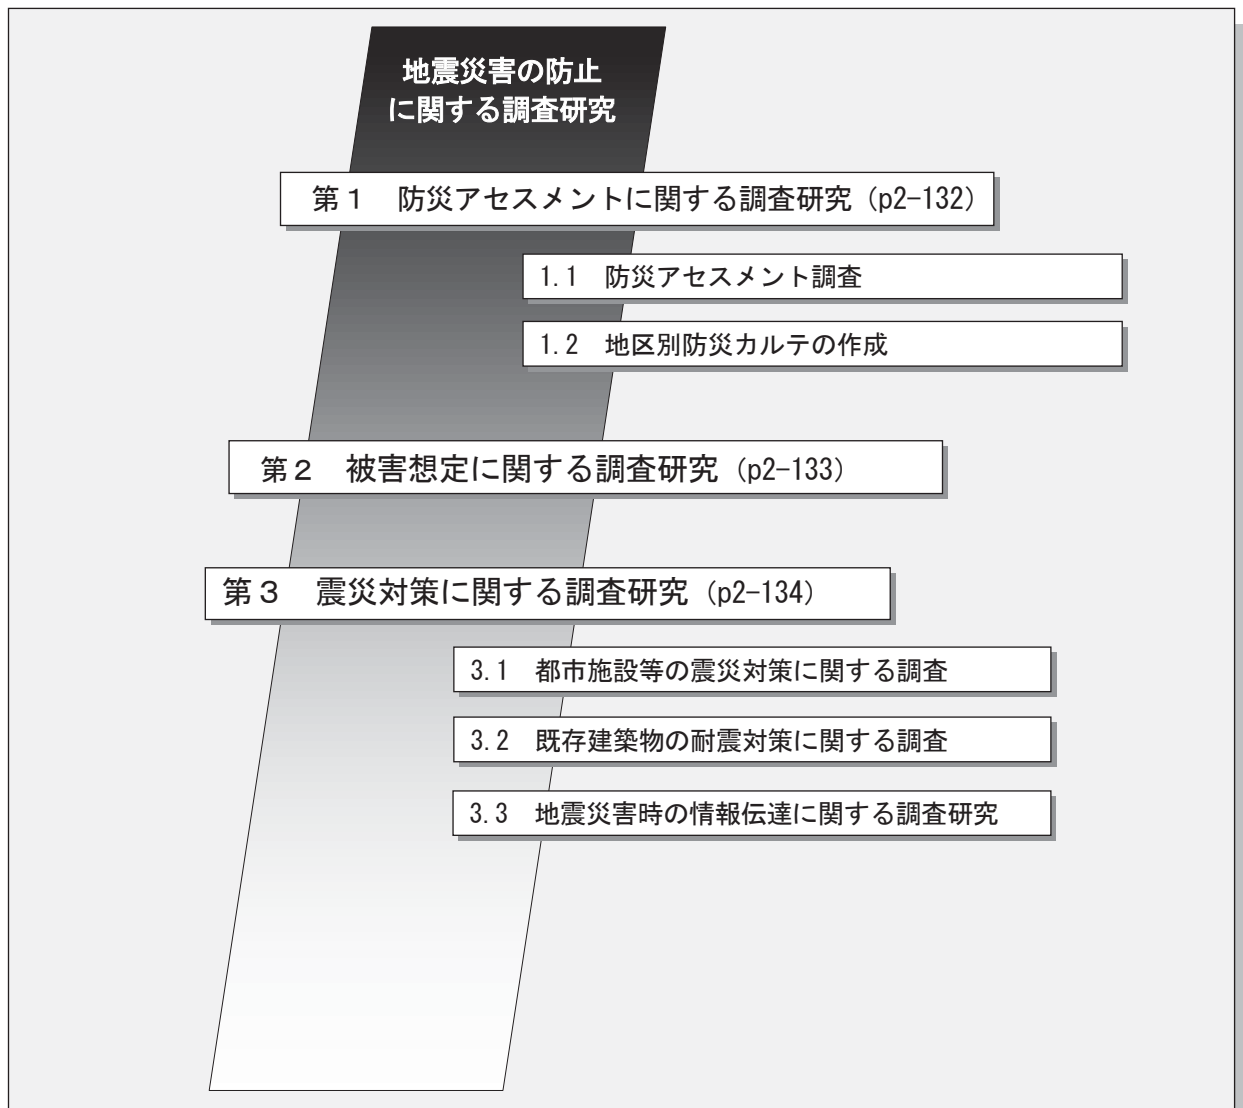 地震災害の防止
に関する調査研究
第１　防災アセスメントに関する調査研究（p2-132）
1.1　防災アセスメント調査
1.2　地区別防災カルテの作成
第２　被害想定に関する調査研究（p2-133）
第３　震災対策に関する調査研究（p2-134）
3.1　都市施設等の震災対策に関する調査
3.2　既存建築物の耐震対策に関する調査
3.3　地震災害時の情報伝達に関する調査研究